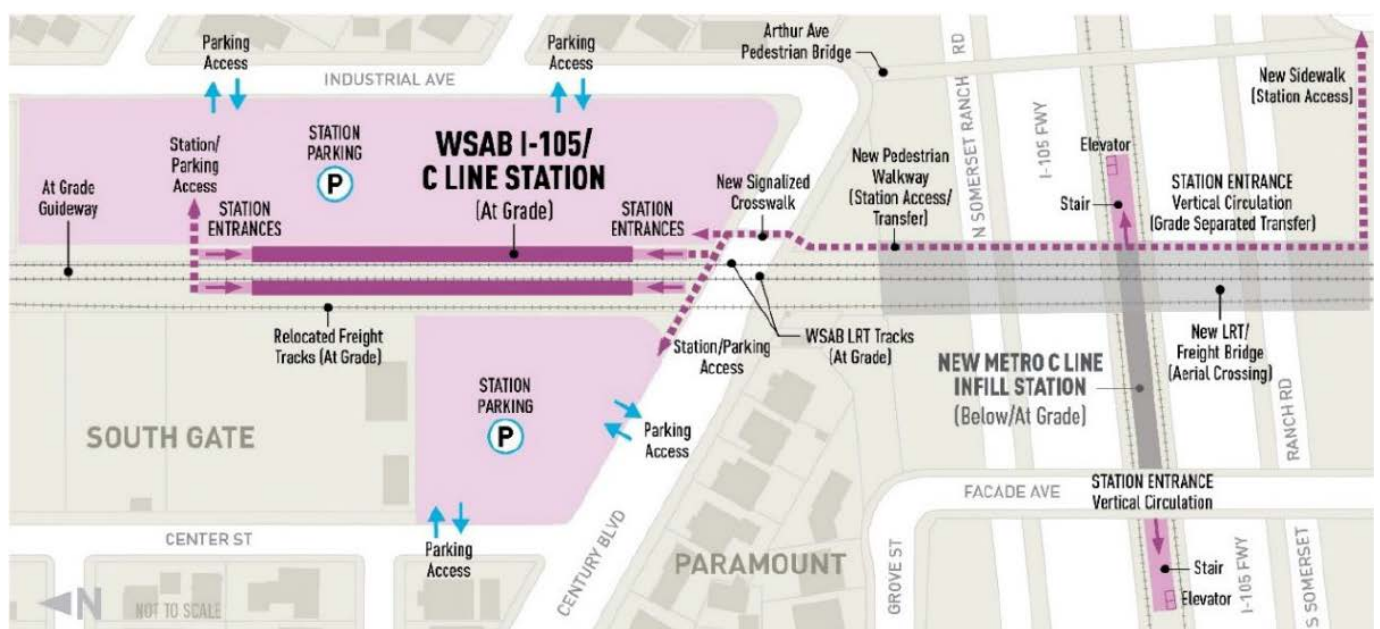 Parking
Access
Parking
Access
Arthur Ave
Pedestrian Bridge
N SOMERSET RANCH RD
I-105 FWY
New Sidewalk
(Station Access)
INDUSTRIAL AVE
STATION
PARKING
P
WSAB I-105/
C LINE STATION
(At Grade)
Station/
Parking
Access
At Grade
Guideway
STATION
ENTRANCES
STATION
ENTRANCES
New Signalized
Crosswalk
New Pedestrian
Walkway
(Station Access/
Transfer)
Elevator
Stair
STATION ENTRANCE
Vertical Circulation
(Grade Separated Transfer)
Relocated Freight
Tracks (At Grade)
Station/Parking
Access
WSAB LRT Tracks
(At Grade)
New LRT/
Freight Bridge
(Aerial Crossing)
NEW METRO C LINE
INFILL STATION
(Below/At Grade)
STATION
PARKING
P
SOUTH GATE
Parking
Access
RANCH RD
FACADE AVE
STATION ENTRANCE
Vertical Circulation
CENTER ST
Parking
Access
CENTURY BLVD
PARAMOUNT
GROVE ST
Stair
Elevator
I-105 FWY
S SOMERSET
N
NOT TO SCALE